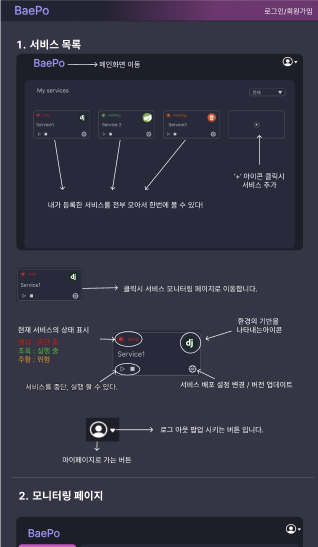 BaePo
로그인/회원가입
1. 서비스 목록
BaePo
메인화면 이동
My services
전체
Service1
Service 2
Service3
'+' 아이콘 클릭시
서비스 추가
내가 등록한 서비스를 전부 모아서 한번에 볼 수 있다!
Service1
클릭시 서비스 모니터링 페이지로 이동합니다.
현재 서비스의 상태 표시
빨강 : 중단 중
초록 : 실행 중
주황 : 위험
환경의 기반을
나타내는아이콘
dj
Service1
서비스를 중단, 실행 할 수 있다.
서비스 배포 설정 변경 / 버전 업데이트
로그 아웃 팝업 시키는 버튼 입니다.
마이페이지로 가는 버튼
2. 모니터링 페이지
BaePo